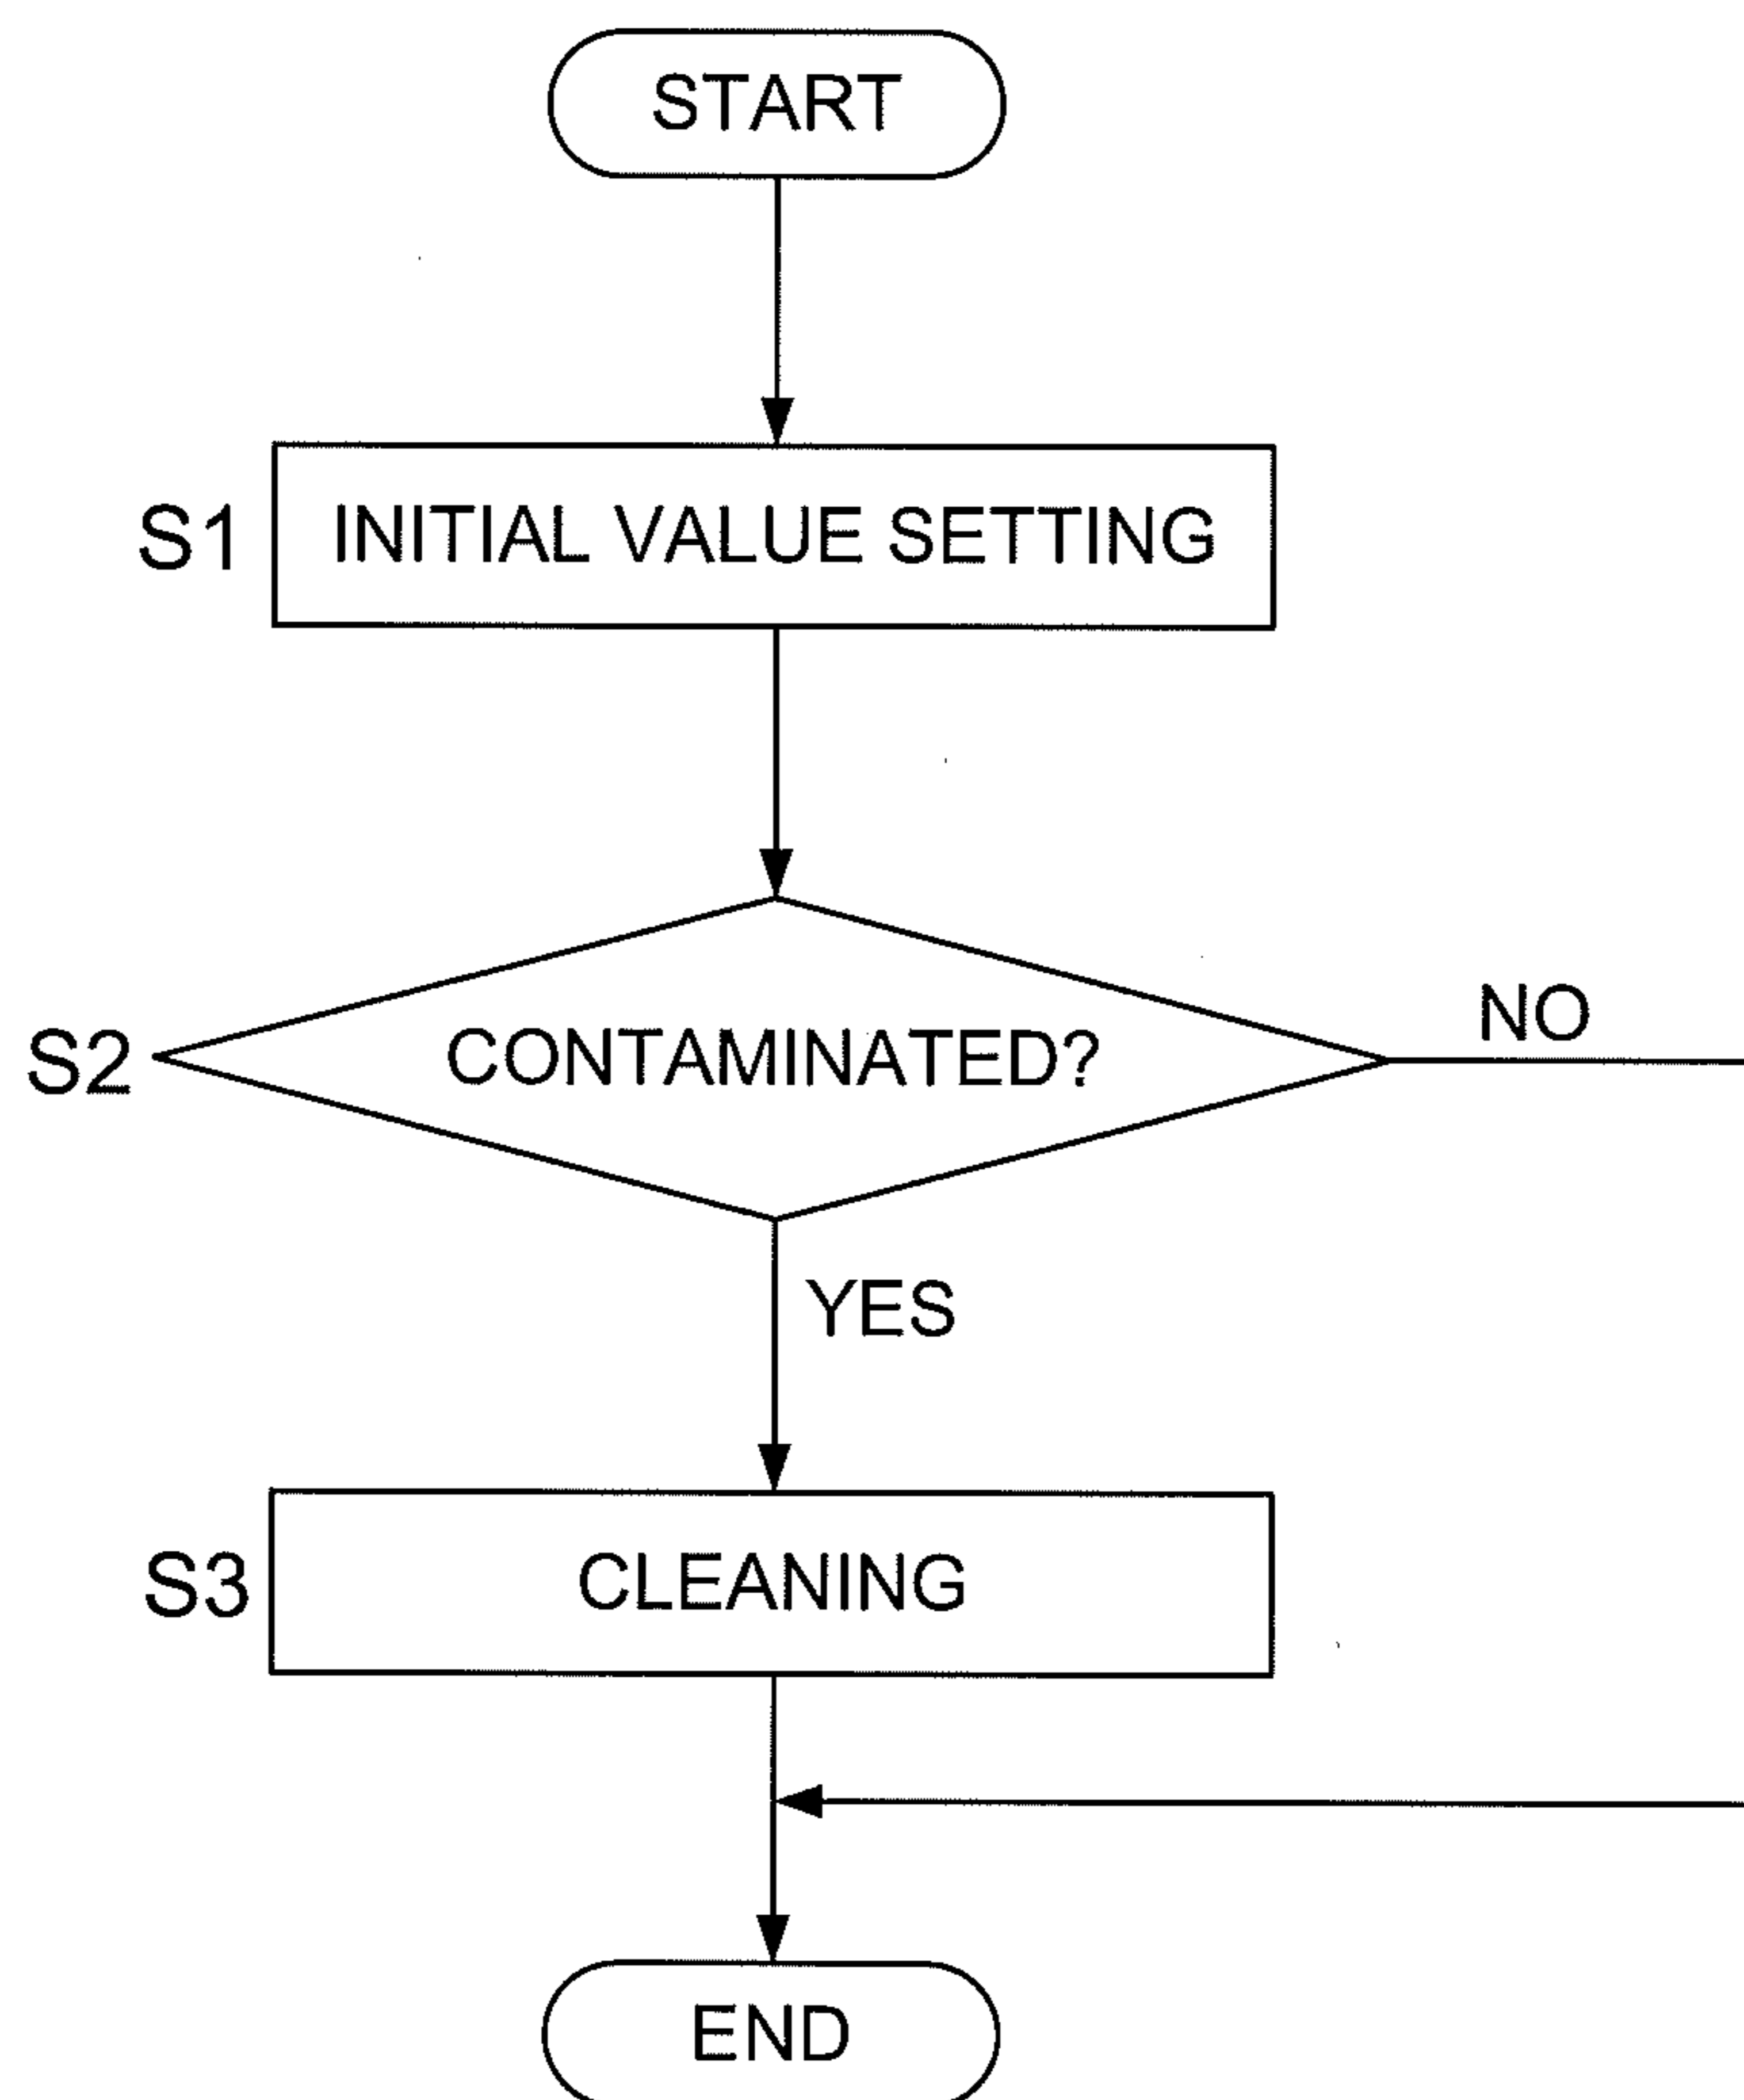 START
S1 INITIAL VALUE SETTING
S2 CONTAMINATED? NO
YES
S3 CLEANING
END